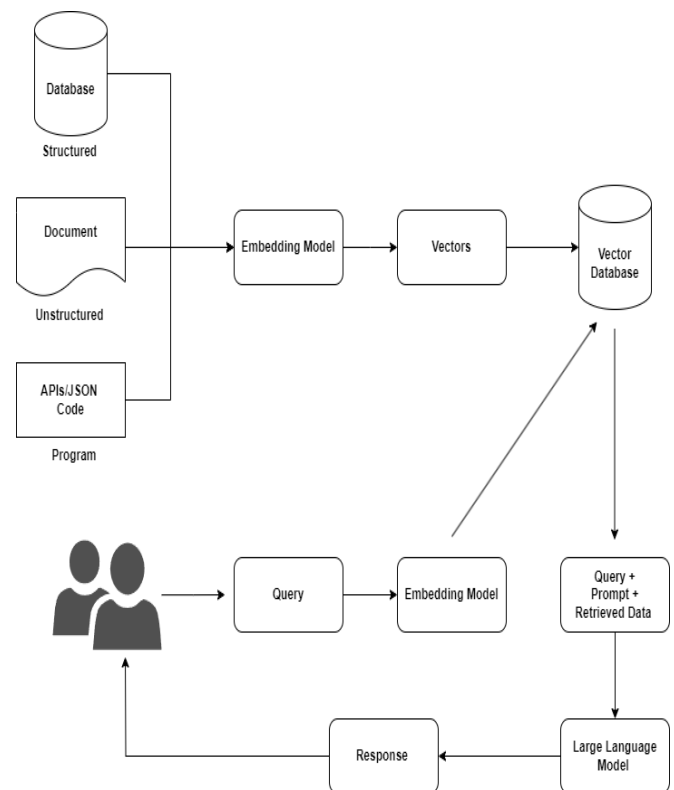 Database
Structured
Document
Unstructured
APIs/JSON
Code
Program
Embedding Model
Vectors
Vector
Database
Query
Embedding Model
Query +
Prompt +
Retrieved Data
Response
Large Language
Model